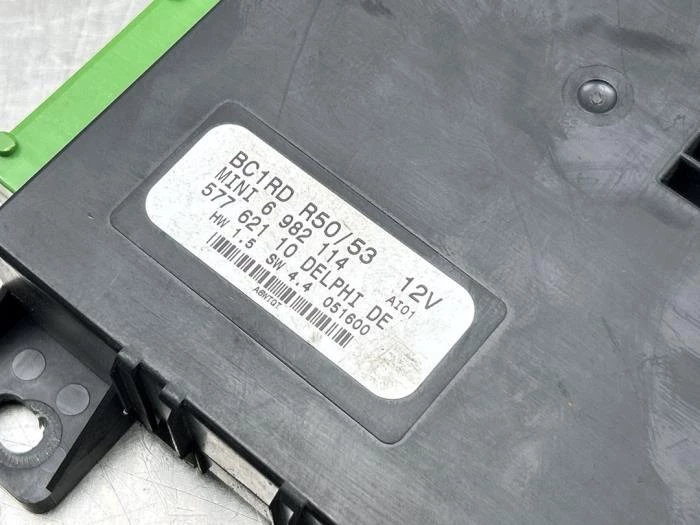 BC1RD R50/53 12V
MINI 6 982 114 AI01
577 621 10 DELPHI DE
HW 1.5 SW 4.4 051600
A6WTQT